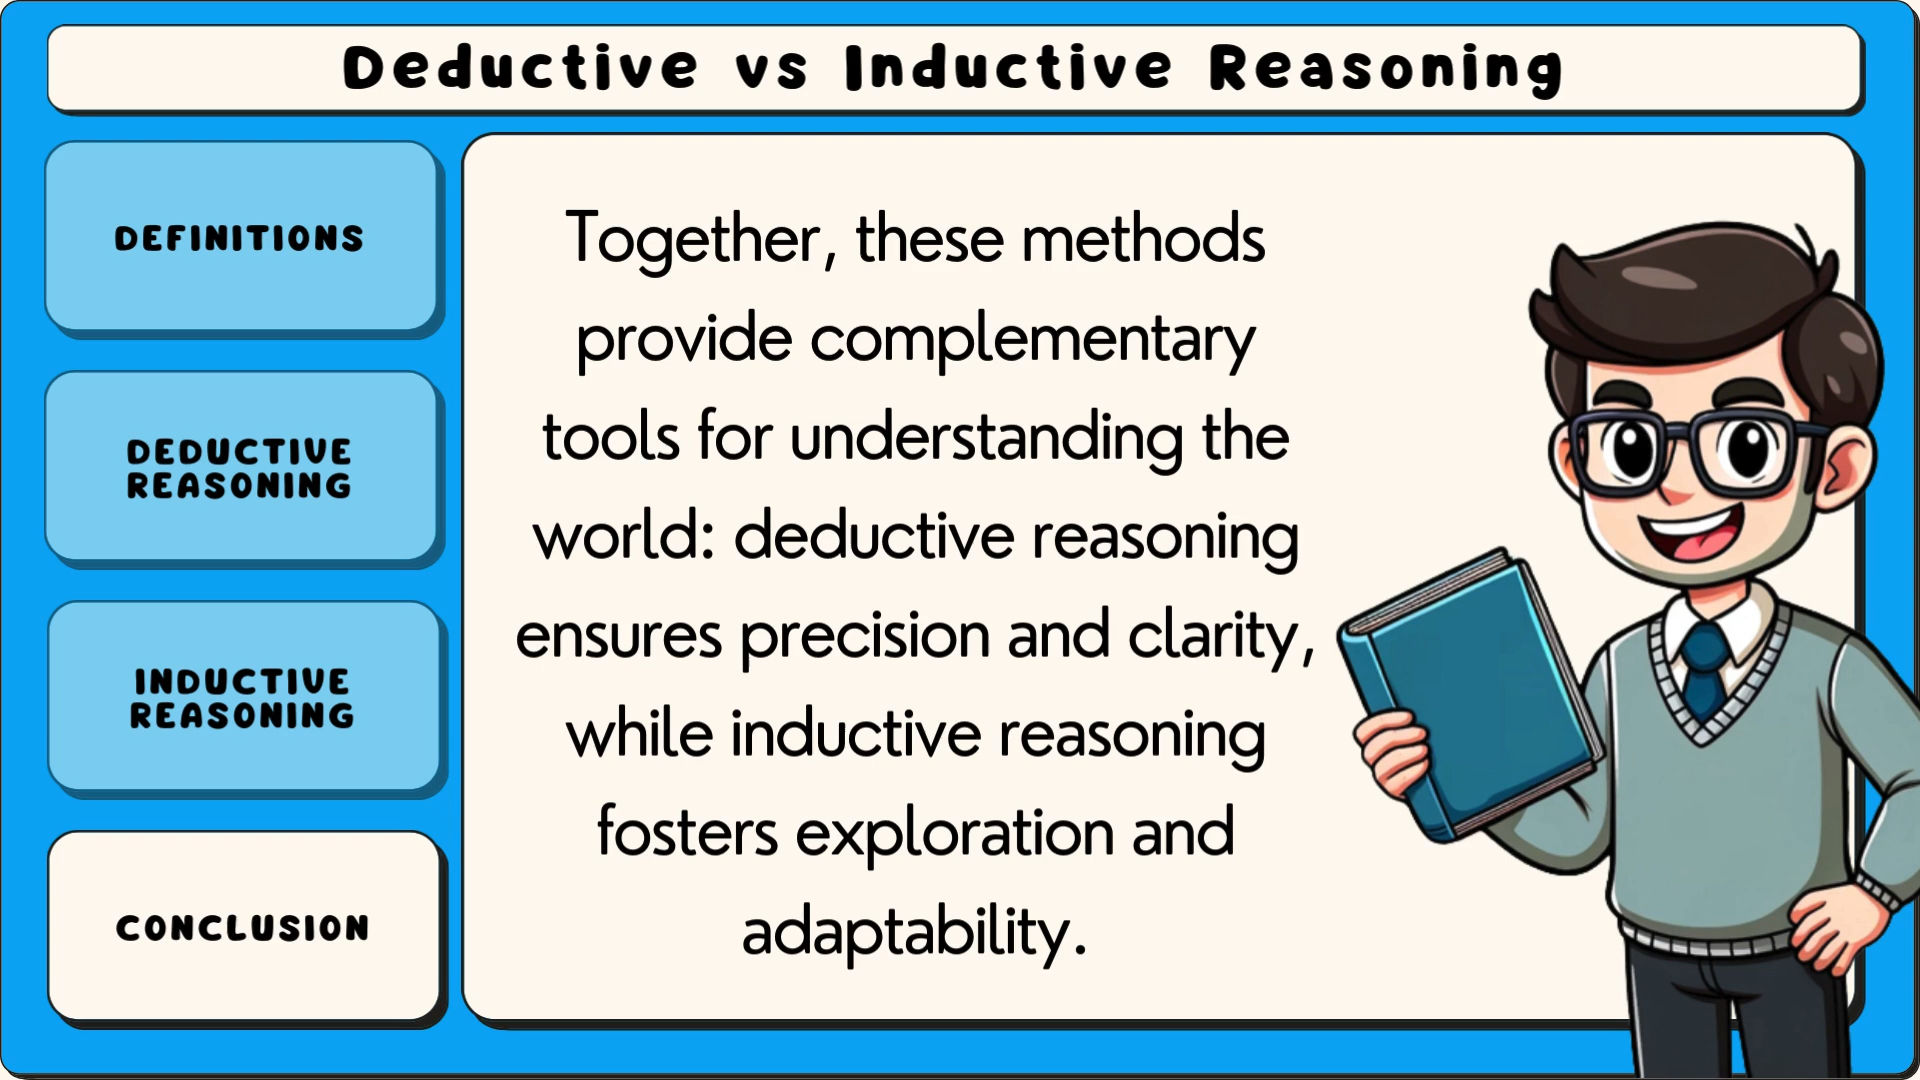 Deductive vs Inductive Reasoning
DEFINITIONS
DEDUCTIVE
REASONING
INDUCTIVE
REASONING
CONCLUSION
Together, these methods
provide complementary
tools for understanding the
world: deductive reasoning
ensures precision and clarity,
while inductive reasoning
fosters exploration and
adaptability.